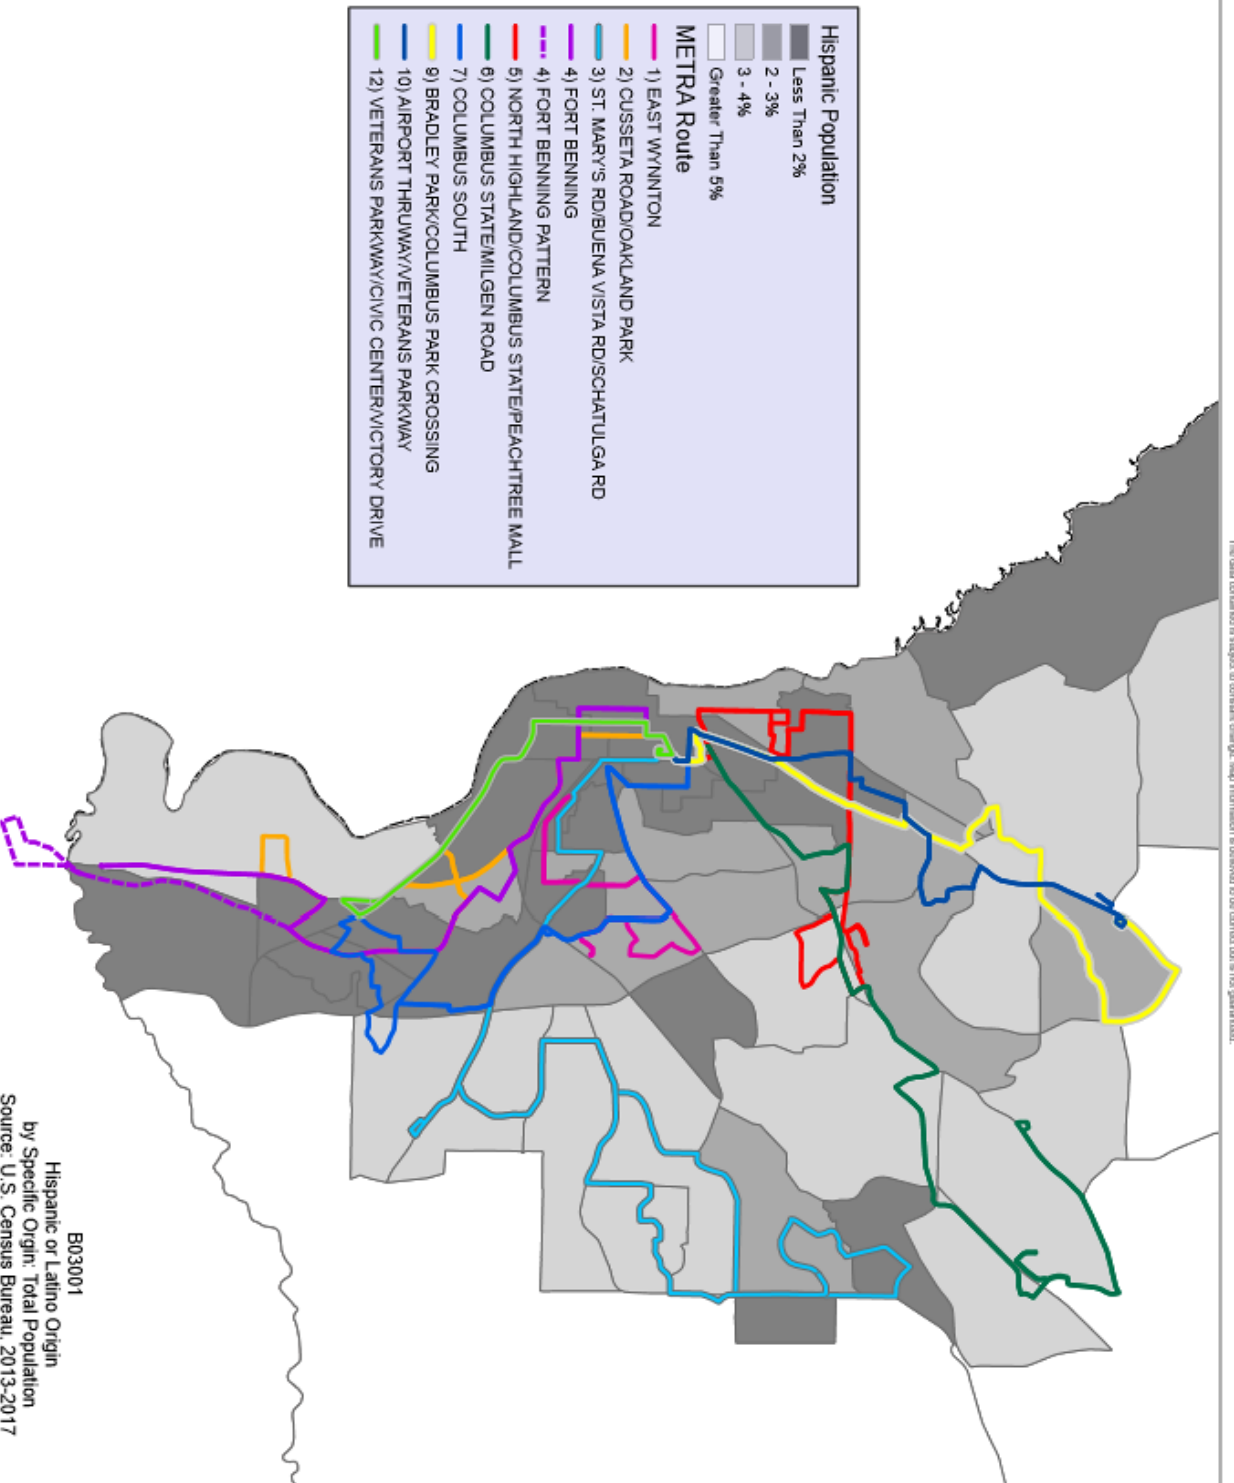 Hispanic Population
Less Than 2%
2 - 3%
3 - 4%
Greater Than 5%
METRA Route
1) EAST WYNNTON
2) CUSSETA ROAD/OAKLAND PARK
3) ST. MARY'S RD/BUENA VISTA RD/SCHATULGA RD
4) FORT BENNING
4) FORT BENNING PATTERN
5) NORTH HIGHLAND/COLUMBUS STATE/PEACHTREE MALL
6) COLUMBUS STATE/MILGEN ROAD
7) COLUMBUS SOUTH
9) BRADLEY PARK/COLUMBUS PARK CROSSING
10) AIRPORT THRUWAY/VETERANS PARKWAY
12) VETERANS PARKWAY/CIVIC CENTER/VICTORY DRIVE
B03001
Hispanic or Latino Origin
by Specific Orgin: Total Population
Source: U.S. Census Bureau, 2013-2017